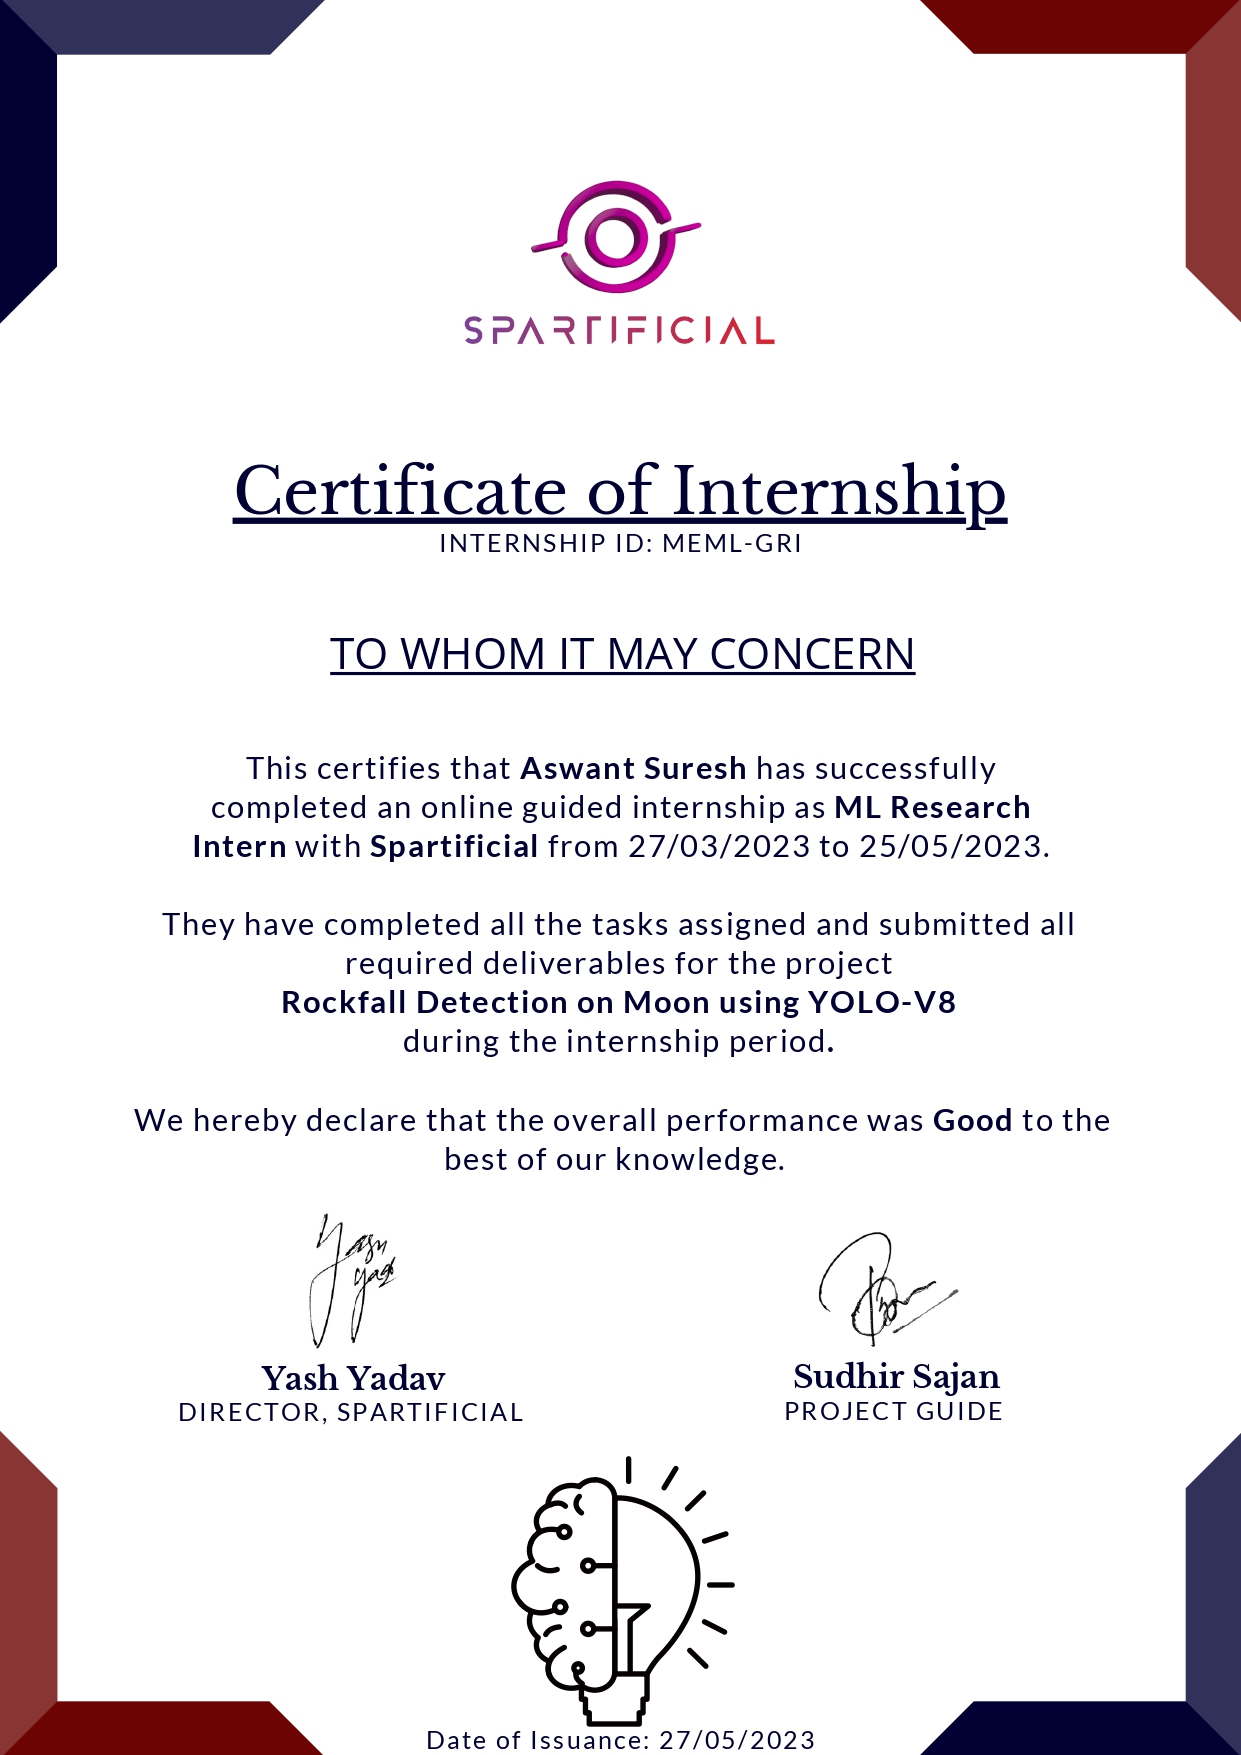 SPARTIFICIAL
Certificate of Internship
INTERNSHIP ID: MEML-GRI
TO WHOM IT MAY CONCERN
This certifies that Aswant Suresh has successfully
completed an online guided internship as ML Research
Intern with Spartificial from 27/03/2023 to 25/05/2023.
They have completed all the tasks assigned and submitted all
required deliverables for the project
Rockfall Detection on Moon using YOLO-V8
during the internship period.
We hereby declare that the overall performance was Good to the
best of our knowledge.
Yash Yadav
Yash Yadav
DIRECTOR, SPARTIFICIAL
Sudhir Sajan
PROJECT GUIDE
Date of Issuance: 27/05/2023